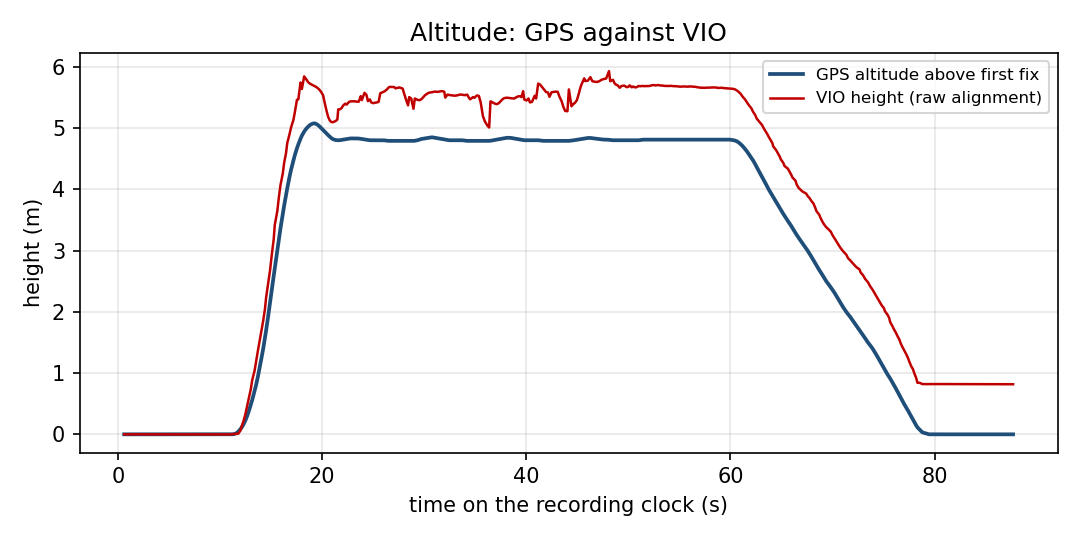 Altitude: GPS against VIO
GPS altitude above first fix
VIO height (raw alignment)
6
5
4
3
2
1
0
height (m)
0 20 40 60 80
time on the recording clock (s)